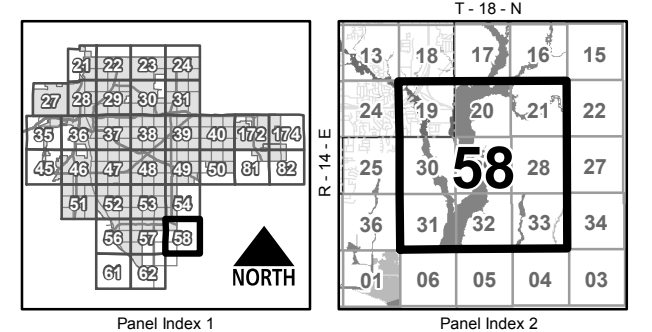 T - 18 - N
21 22 23 24
27 28 29 30 31
35 36 37 38 39 40 172 174
45 46 47 48 49 50 81 82
51 52 53 54
56 57 58
61 62
NORTH
Panel Index 1
R - 14 - E
13 18 17 16 15
24 19 20 21 22
25 30 58 28 27
36 31 32 33 34
01 06 05 04 03
Panel Index 2